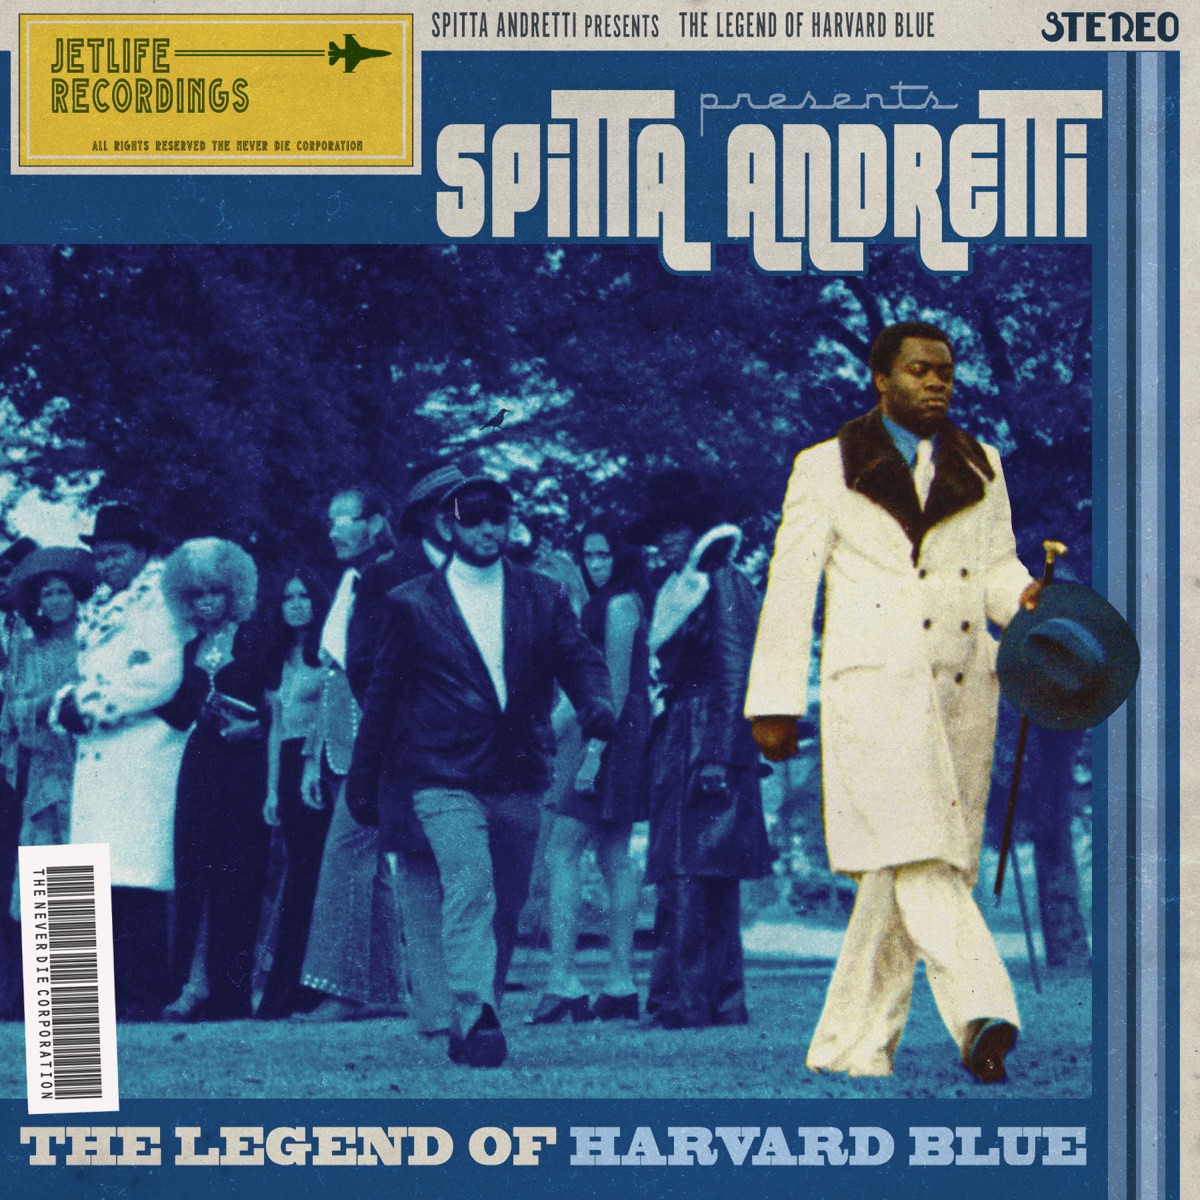 SPITTA ANDRETTI PRESENTS THE LEGEND OF HARVARD BLUE
STEREO
JETLIFE
RECORDINGS
ALL RIGHTS RESERVED THE NEVER DIE CORPORATION
presents
SPITTA ANDRETTI
THE NEVER DIE CORPORATION
THE LEGEND OF HARVARD BLUE